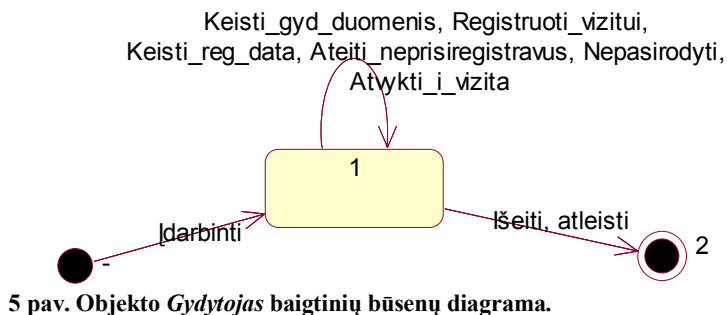 Keisti_gyd_duomenis, Registruoti_vizitui,
Keisti_reg_data, Ateiti_neprisiregistravus, Nepasirodyti,
Atvykti_i_vizita
1
Įdarbinti
-
Išeiti, atleisti
2
5 pav. Objekto Gydytojas baigtinių būsenų diagrama.